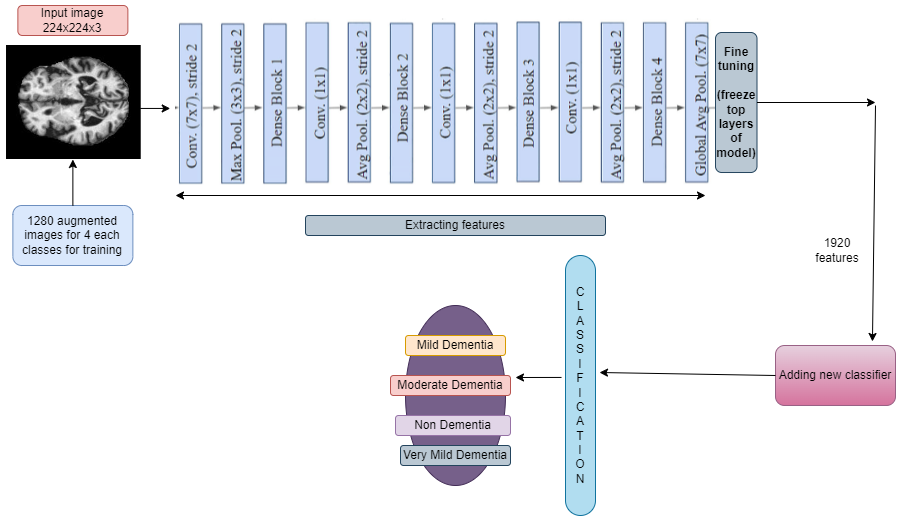 Input image
224x224x3
Conv. (7x7), stride 2
Max Pool. (3x3), stride 2
Dense Block 1
Conv. (1x1)
Avg Pool. (2x2), stride 2
Dense Block 2
Conv. (1x1)
Avg Pool. (2x2), stride 2
Dense Block 3
Conv. (1x1)
Avg Pool. (2x2), stride 2
Dense Block 4
Global Avg Pool. (7x7)
Fine
tuning
(freeze
top
layers
of
model)
1280 augmented
images for 4 each
classes for training
Extracting features
1920
features
CLASSIFICATION
Mild Dementia
Moderate Dementia
Non Dementia
Very Mild Dementia
Adding new classifier